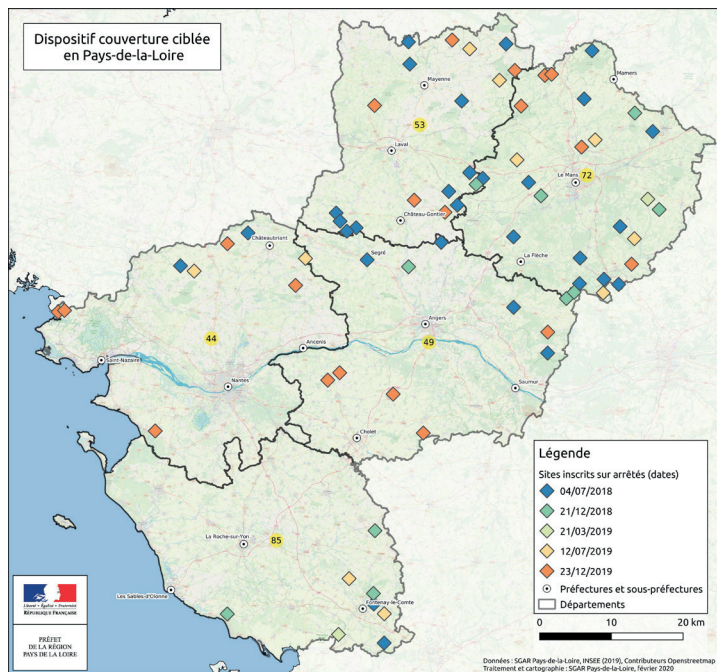 Dispositif couverture ciblée
en Pays-de-la-Loire
Mayenne
Mamers
53
Laval
72
Le Mans
Château-Gontier
Châteaubriant
Segré
La Flèche
44
Angers
49
Ancenis
Saint-Nazaire
Nantes
Saumur
Cholet
85
La Roche-sur-Yon
Les Sables-d'Olonne
Fontenay-le-Comte
Légende
Sites inscrits sur arrêtés (dates)
04/07/2018
21/12/2018
21/03/2019
12/07/2019
23/12/2019
Préfectures et sous-préfectures
Départements
0 10 20 km
Liberté • Égalité • Fraternité
RÉPUBLIQUE FRANÇAISE
PRÉFET
DE LA RÉGION
PAYS DE LA LOIRE
Données : SGAR Pays-de-la-Loire, INSEE (2019), Contributeurs Openstreetmap
Traitement et cartographie : SGAR Pays-de-la-Loire, février 2020